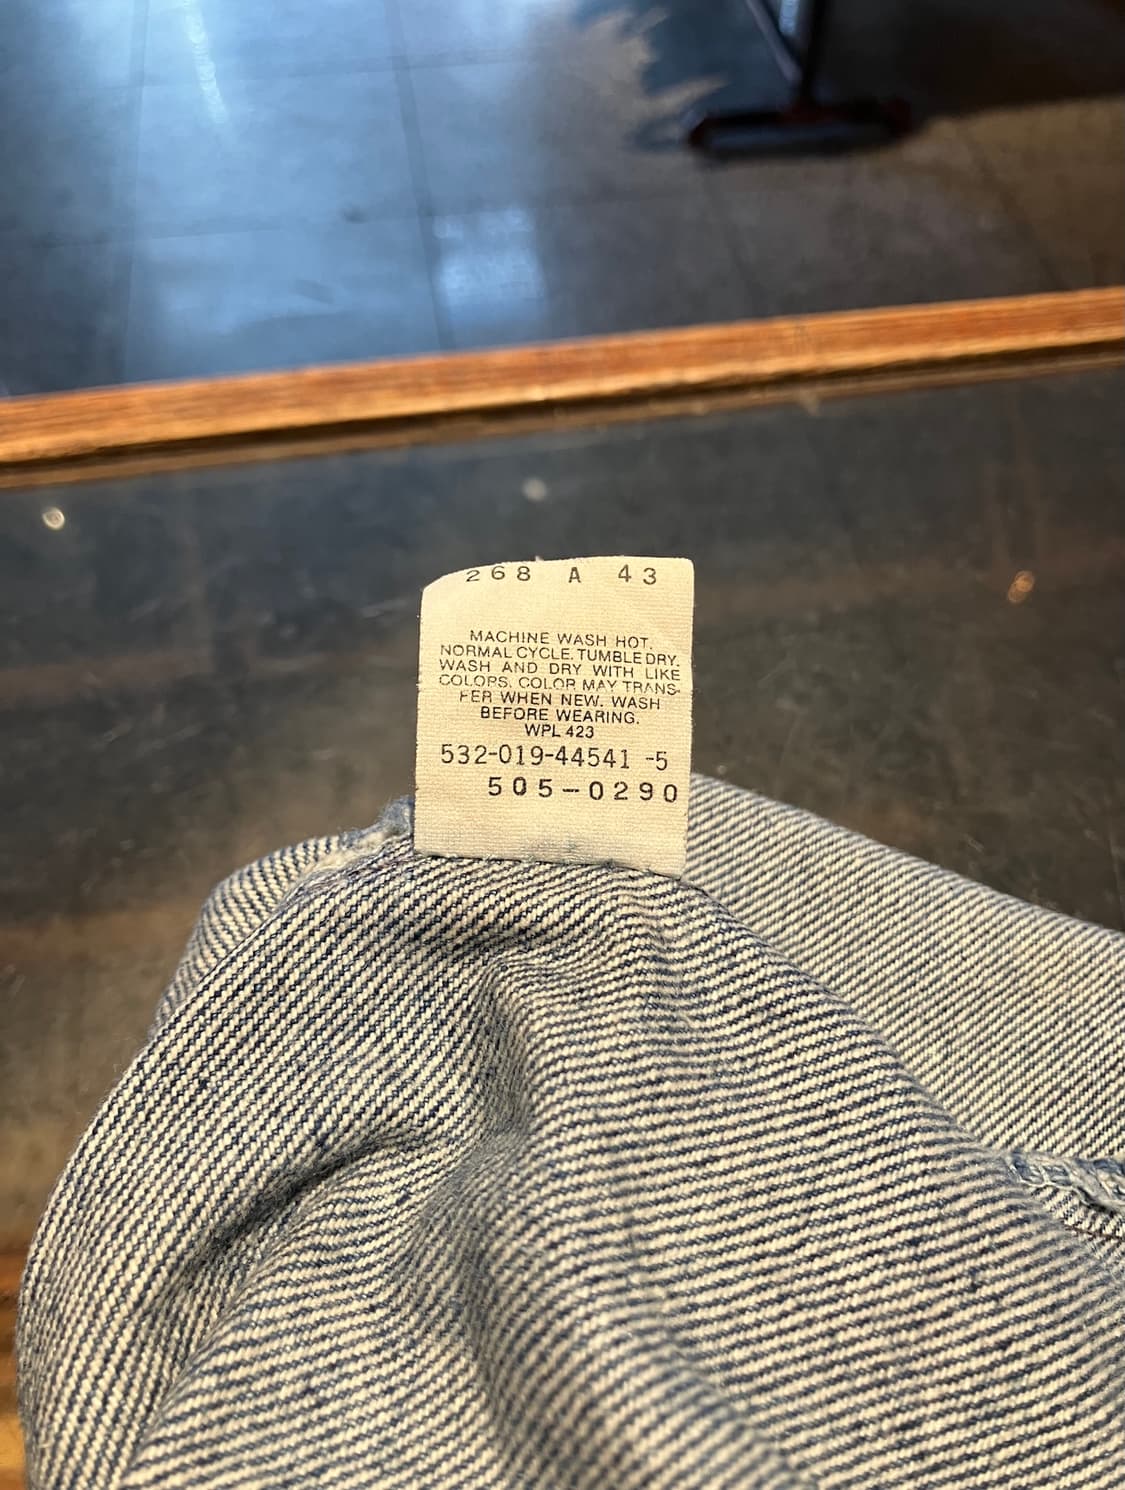 268 A 43
MACHINE WASH HOT.
NORMAL CYCLE. TUMBLE DRY.
WASH AND DRY WITH LIKE
COLORS. COLOR MAY TRANS-
FER WHEN NEW. WASH
BEFORE WEARING.
WPL 423
532-019-44541 -5
505-0290